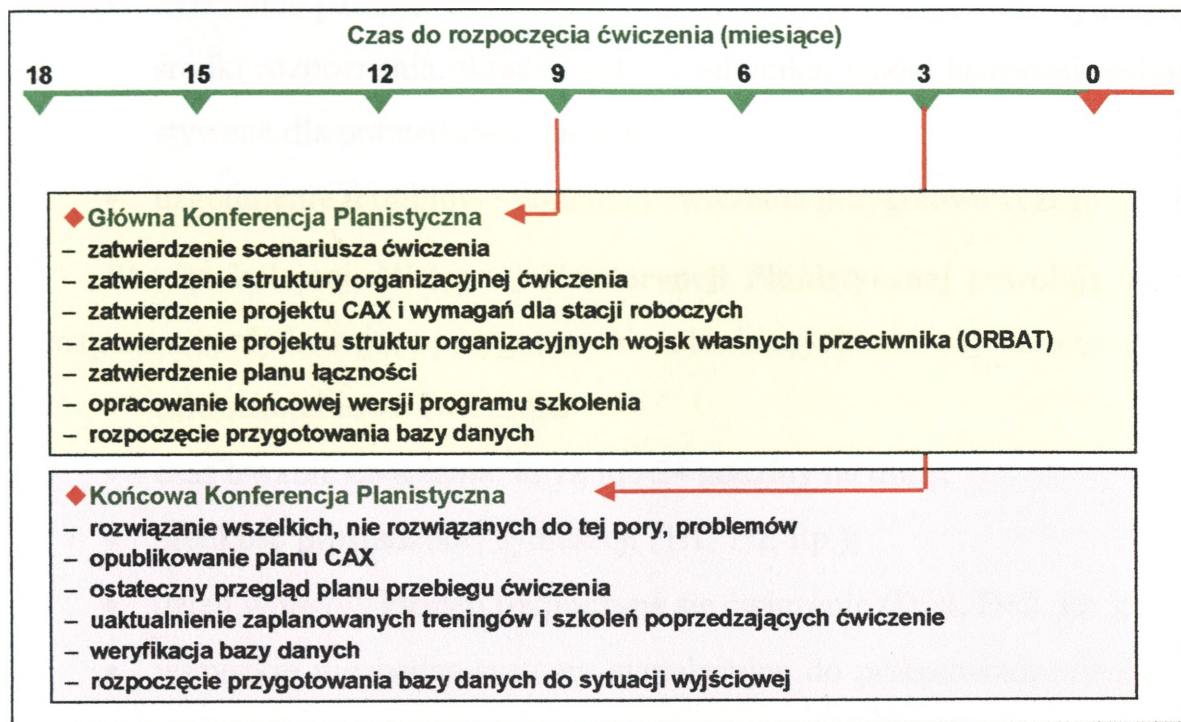 Czas do rozpoczęcia ćwiczenia (miesiące)
18 15 12 9 6 3 0
Główna Konferencja Planistyczna
– zatwierdzenie scenariusza ćwiczenia
– zatwierdzenie struktury organizacyjnej ćwiczenia
– zatwierdzenie projektu CAX i wymagań dla stacji roboczych
– zatwierdzenie projektu struktur organizacyjnych wojsk własnych i przeciwnika (ORBAT)
– zatwierdzenie planu łączności
– opracowanie końcowej wersji programu szkolenia
– rozpoczęcie przygotowania bazy danych
Końcowa Konferencja Planistyczna
– rozwiązanie wszelkich, nie rozwiązanych do tej pory, problemów
– opublikowanie planu CAX
– ostateczny przegląd planu przebiegu ćwiczenia
– uaktualnienie zaplanowanych treningów i szkoleń poprzedzających ćwiczenie
– weryfikacja bazy danych
– rozpoczęcie przygotowania bazy danych do sytuacji wyjściowej